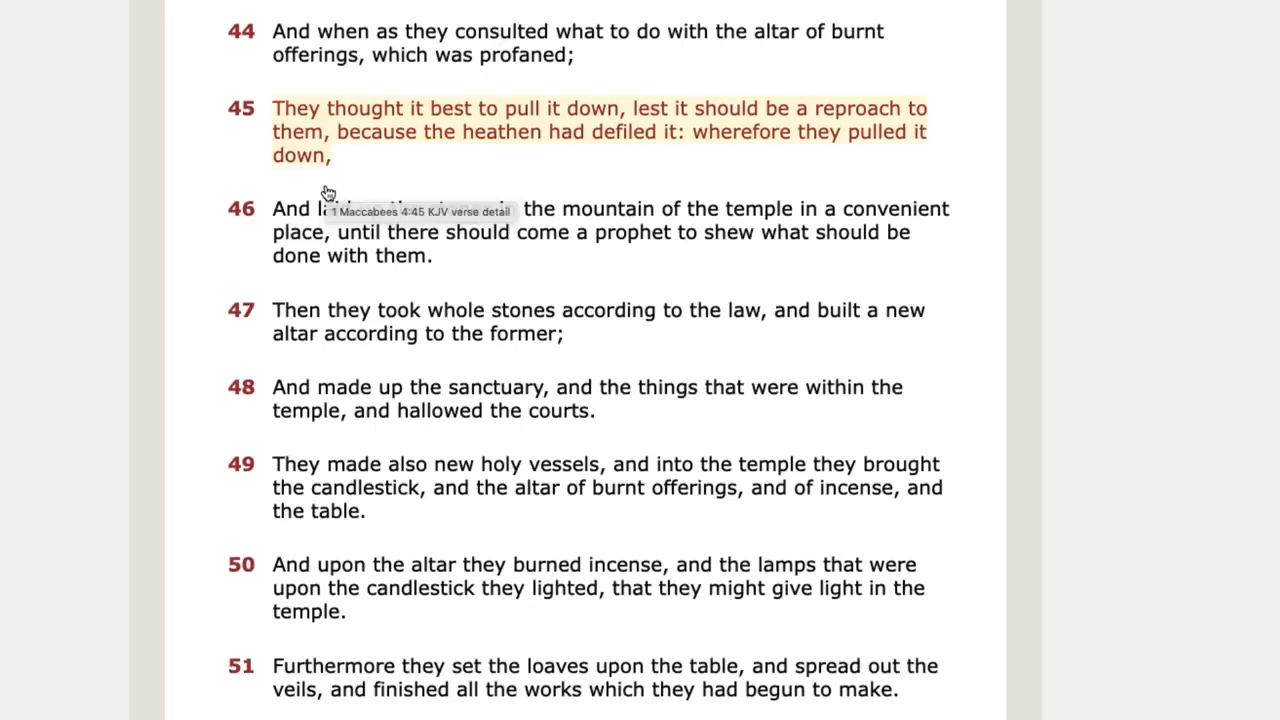 44 And when as they consulted what to do with the altar of burnt
offerings, which was profaned;
45 They thought it best to pull it down, lest it should be a reproach to
them, because the heathen had defiled it: wherefore they pulled it
down,
46 And the mountain of the temple in a convenient
1 Maccabees 4:45 KJV verse detail
place, until there should come a prophet to shew what should be
done with them.
47 Then they took whole stones according to the law, and built a new
altar according to the former;
48 And made up the sanctuary, and the things that were within the
temple, and hallowed the courts.
49 They made also new holy vessels, and into the temple they brought
the candlestick, and the altar of burnt offerings, and of incense, and
the table.
50 And upon the altar they burned incense, and the lamps that were
upon the candlestick they lighted, that they might give light in the
temple.
51 Furthermore they set the loaves upon the table, and spread out the
veils, and finished all the works which they had begun to make.